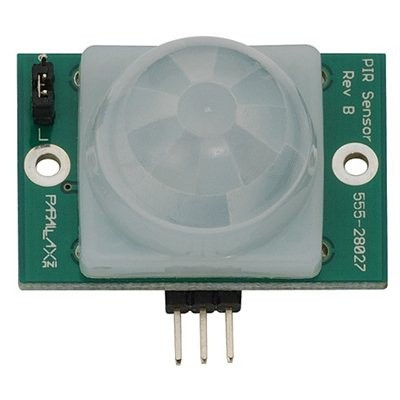 PIR Sensor
Rev B
555-28027
PARALLAX